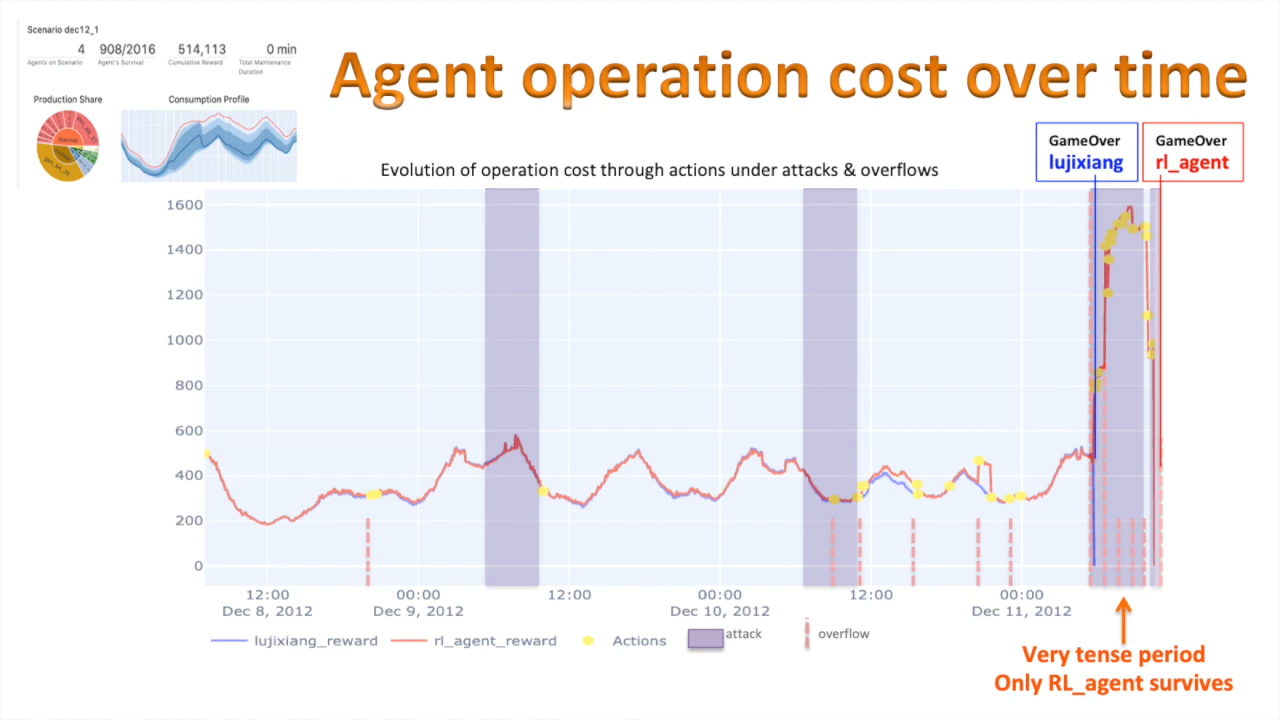 Scenario dec12_1
4 908/2016 514,113 0 min
Agents on Scenario Agent's Survival Cumulative Reward Total Maintenance
Duration
Production Share Consumption Profile
Agent operation cost over time
GameOver
lujixiang
GameOver
rl_agent
Evolution of operation cost through actions under attacks & overflows
1600
1400
1200
1000
800
600
400
200
0
12:00 00:00 12:00 00:00 12:00 00:00
Dec 8, 2012 Dec 9, 2012 Dec 10, 2012 Dec 11, 2012
lujixiang_reward rl_agent_reward Actions attack overflow
Very tense period
Only RL_agent survives